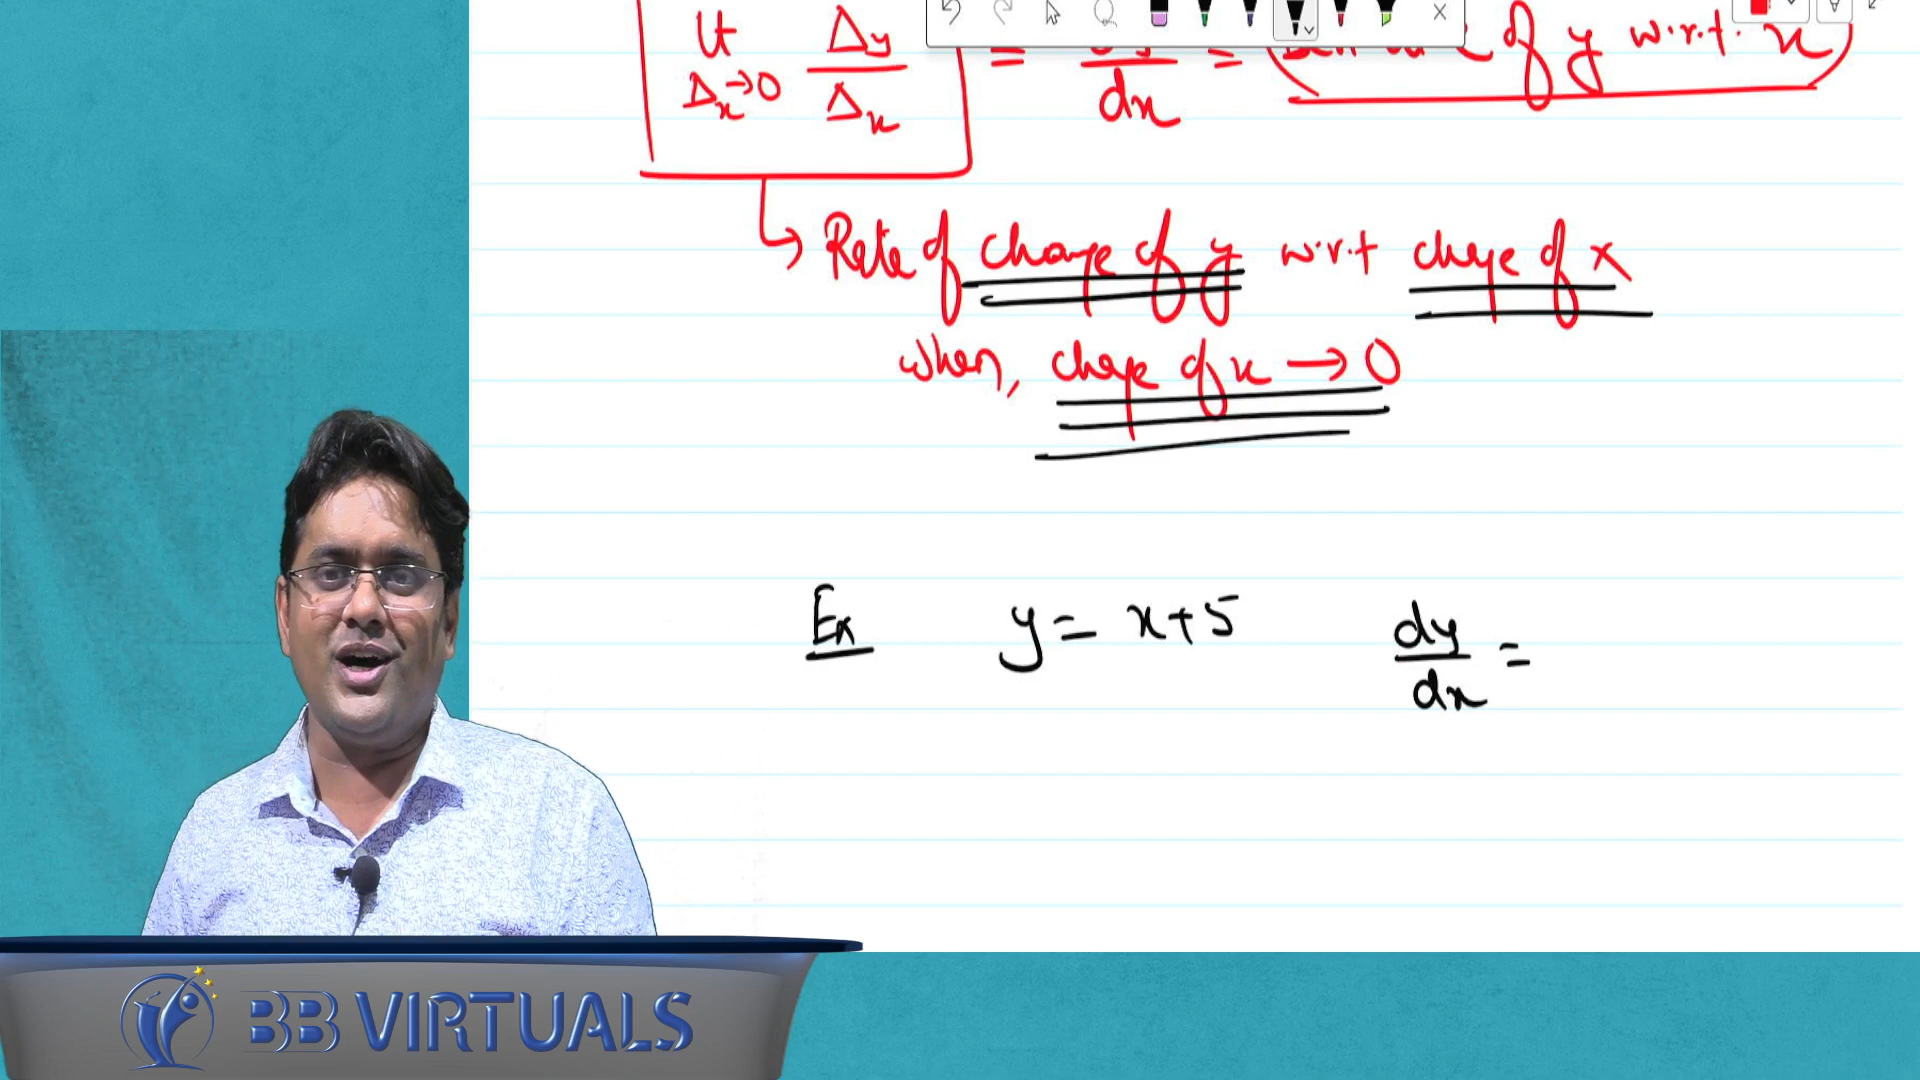 lt Δy
Δx→0 Δx = dy/dx = of y w.r.t. x
→ Rate of change of y w.r.t change of x
when, change of x → 0
Ex y = x+5 dy/dx =
BB VIRTUALS